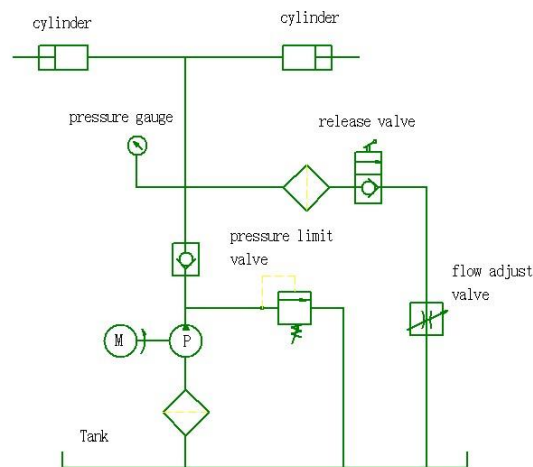 cylinder
cylinder
pressure gauge
release valve
pressure limit
valve
flow adjust
valve
M
P
Tank